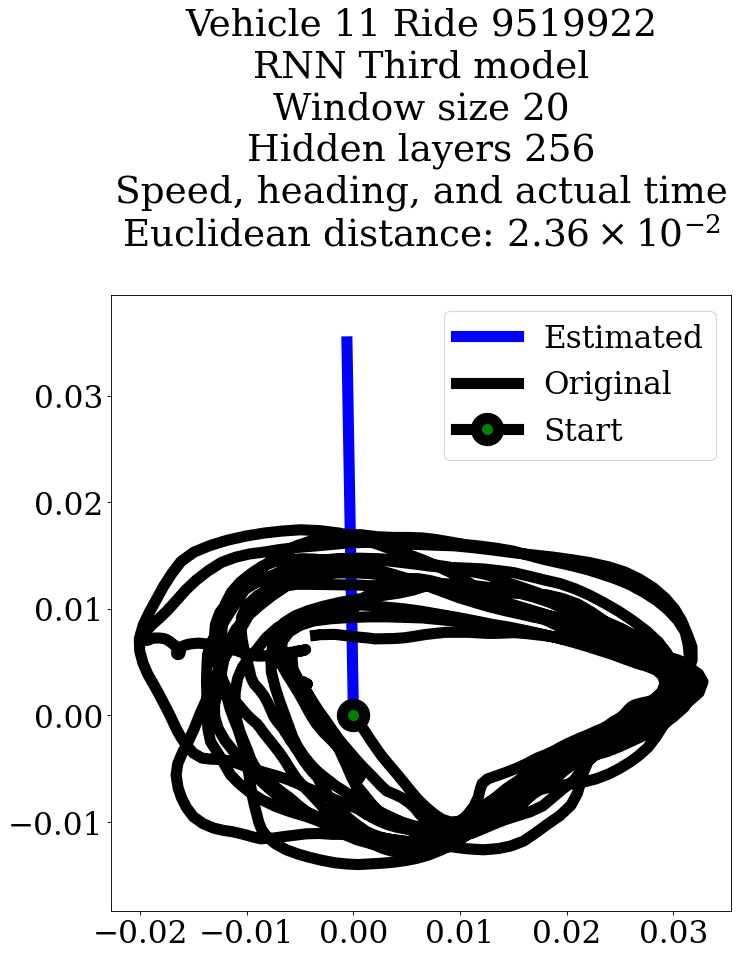 Vehicle 11 Ride 9519922
RNN Third model
Window size 20
Hidden layers 256
Speed, heading, and actual time
Euclidean distance: 2.36 × 10⁻²
Estimated
Original
Start
0.03
0.02
0.01
0.00
−0.01
−0.02 −0.01 0.00 0.01 0.02 0.03